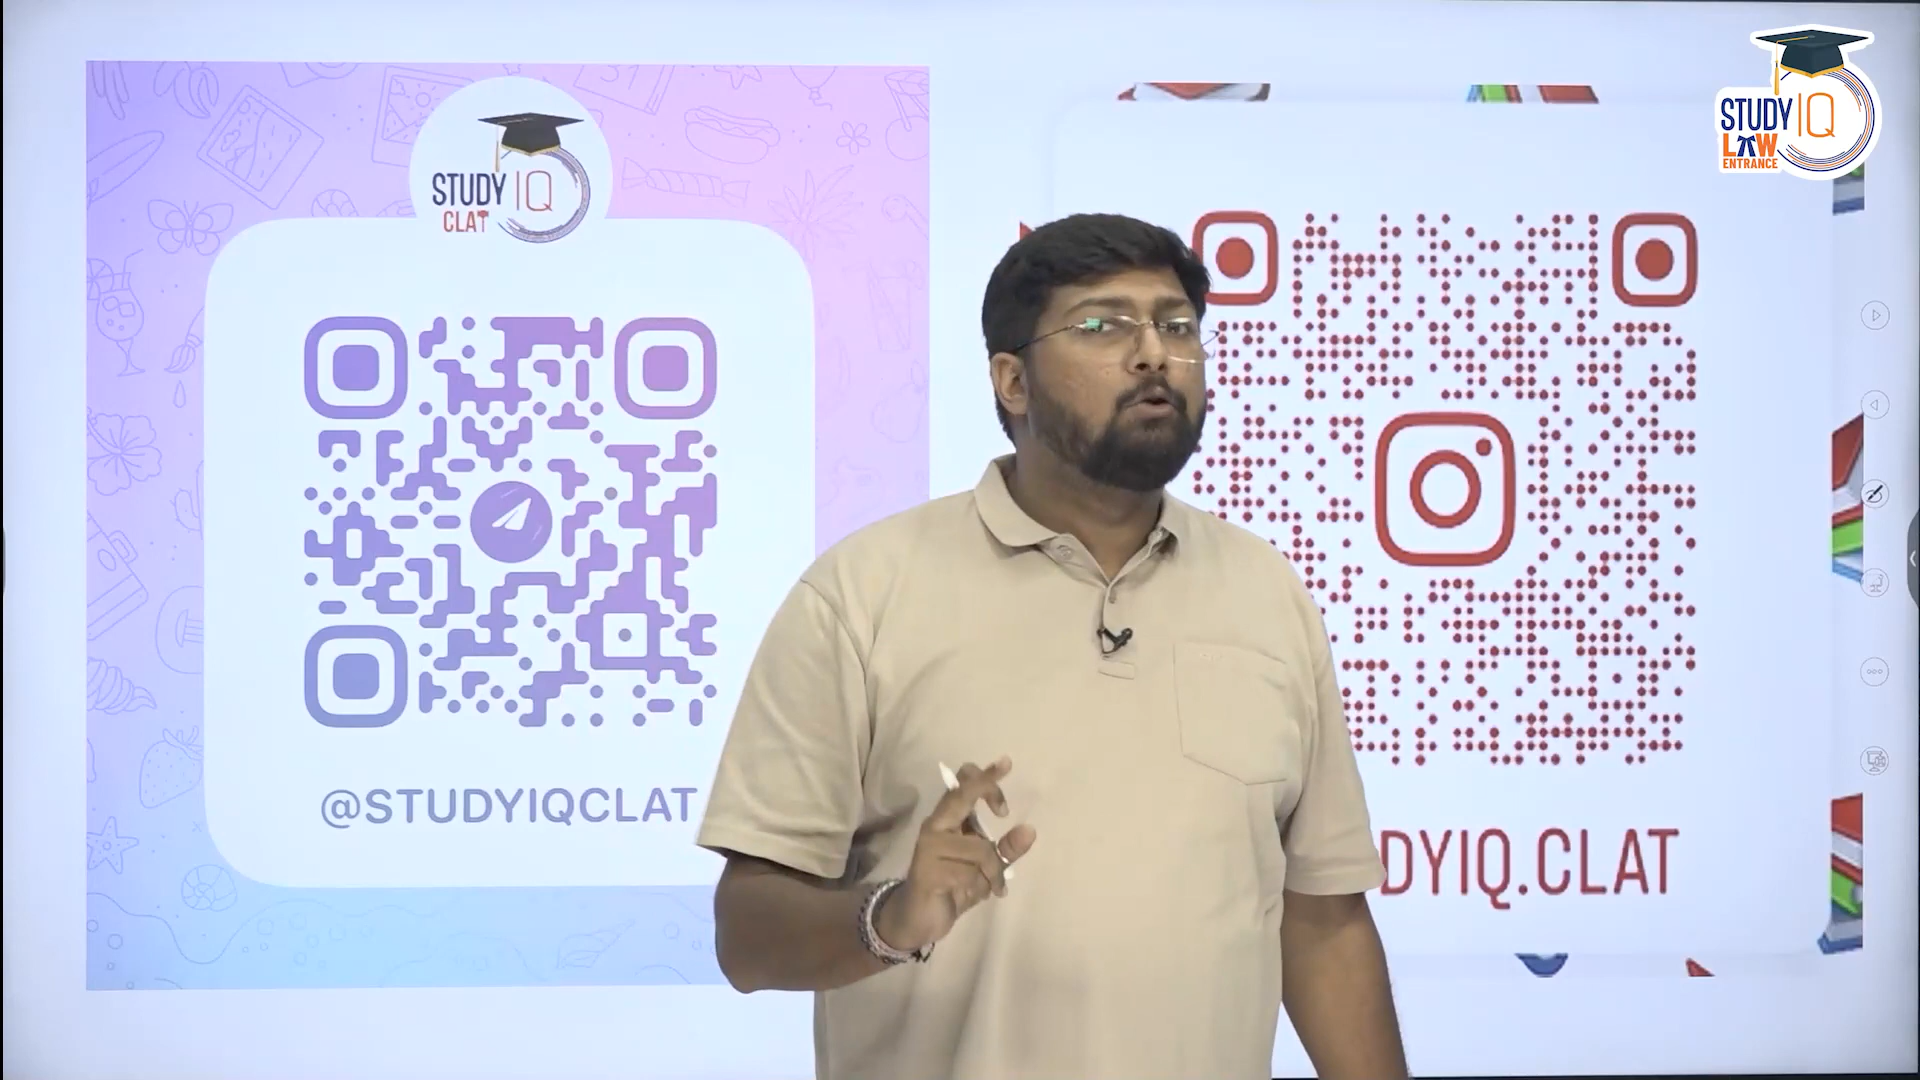 STUDY IQ
CLAT
@STUDYIQCLAT
DYIQ.CLAT
STUDY IQ
LAW
ENTRANCE